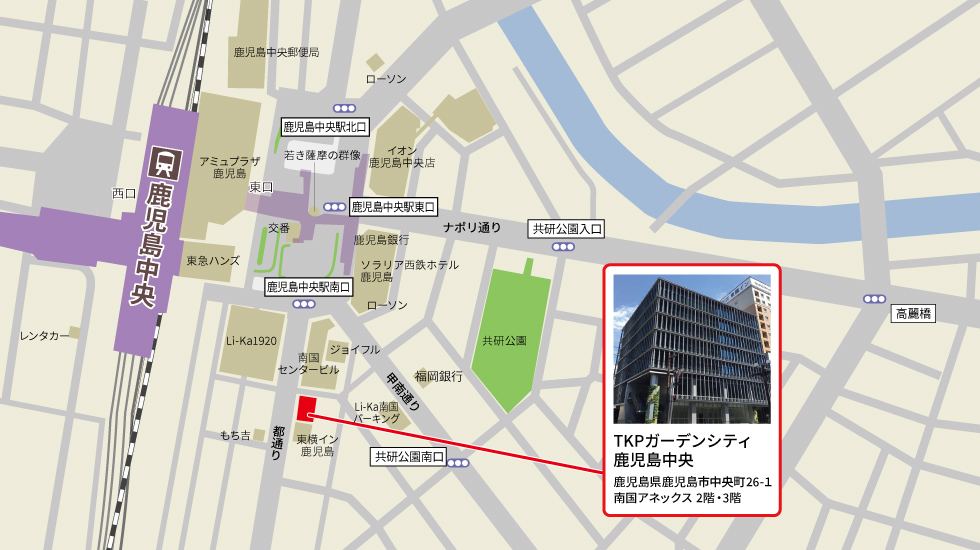 鹿児島中央郵便局
ローソン
鹿児島中央駅北口
若き薩摩の群像
イオン
鹿児島中央店
アミュプラザ
鹿児島
東口
西口
鹿児島中央
鹿児島中央駅東口
交番
ナポリ通り
共研公園入口
鹿児島銀行
東急ハンズ
ソラリア西鉄ホテル
鹿児島
鹿児島中央駅南口
ローソン
高麗橋
レンタカー
Li-Ka1920
南国
センタービル
ジョイフル
共研公園
福岡銀行
甲南通り
Li-Ka南国
パーキング
もち吉
都通り
東横イン
鹿児島
共研公園南口
TKPガーデンシティ
鹿児島中央
鹿児島県鹿児島市中央町26-1
南国アネックス 2階・3階